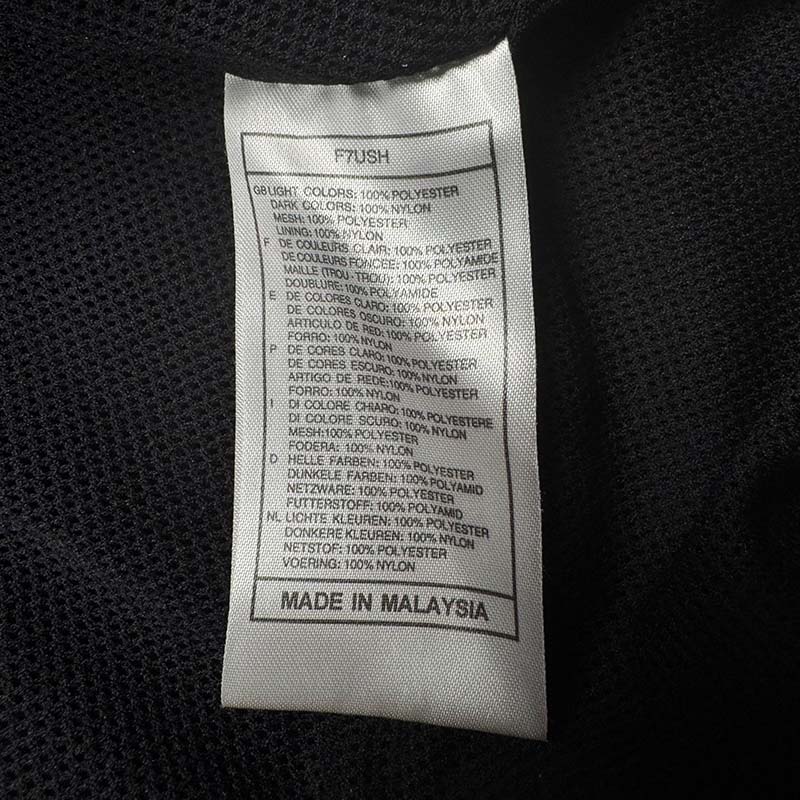 F7USH
GB LIGHT COLORS: 100% POLYESTER
DARK COLORS: 100% NYLON
MESH: 100% POLYESTER
LINING: 100% NYLON
F DE COULEURS CLAIR: 100% POLYESTER
DE COULEURS FONCEE: 100% POLYAMIDE
MAILLE (TROU-TROU): 100% POLYESTER
DOUBLURE: 100% POLYAMIDE
E DE COLORES CLARO: 100% POLYESTER
DE COLORES OSCURO: 100% NYLON
ARTICULO DE RED: 100% POLYESTER
FORRO: 100% NYLON
P DE CORES CLARO: 100% POLYESTER
DE CORES ESCURO: 100% NYLON
ARTIGO DE REDE: 100% POLYESTER
FORRO: 100% NYLON
I DI COLORE CHIARO: 100% POLYESTERE
DI COLORE SCURO: 100% NYLON
MESH:100% POLYESTER
FODERA: 100% NYLON
D HELLE FARBEN: 100% POLYESTER
DUNKELE FARBEN: 100% POLYAMID
NETZWARE: 100% POLYESTER
FUTTERSTOFF: 100% POLYAMID
NL LICHTE KLEUREN: 100% POLYESTER
DONKERE KLEUREN: 100% NYLON
NETSTOF: 100% POLYESTER
VOERING: 100% NYLON
MADE IN MALAYSIA